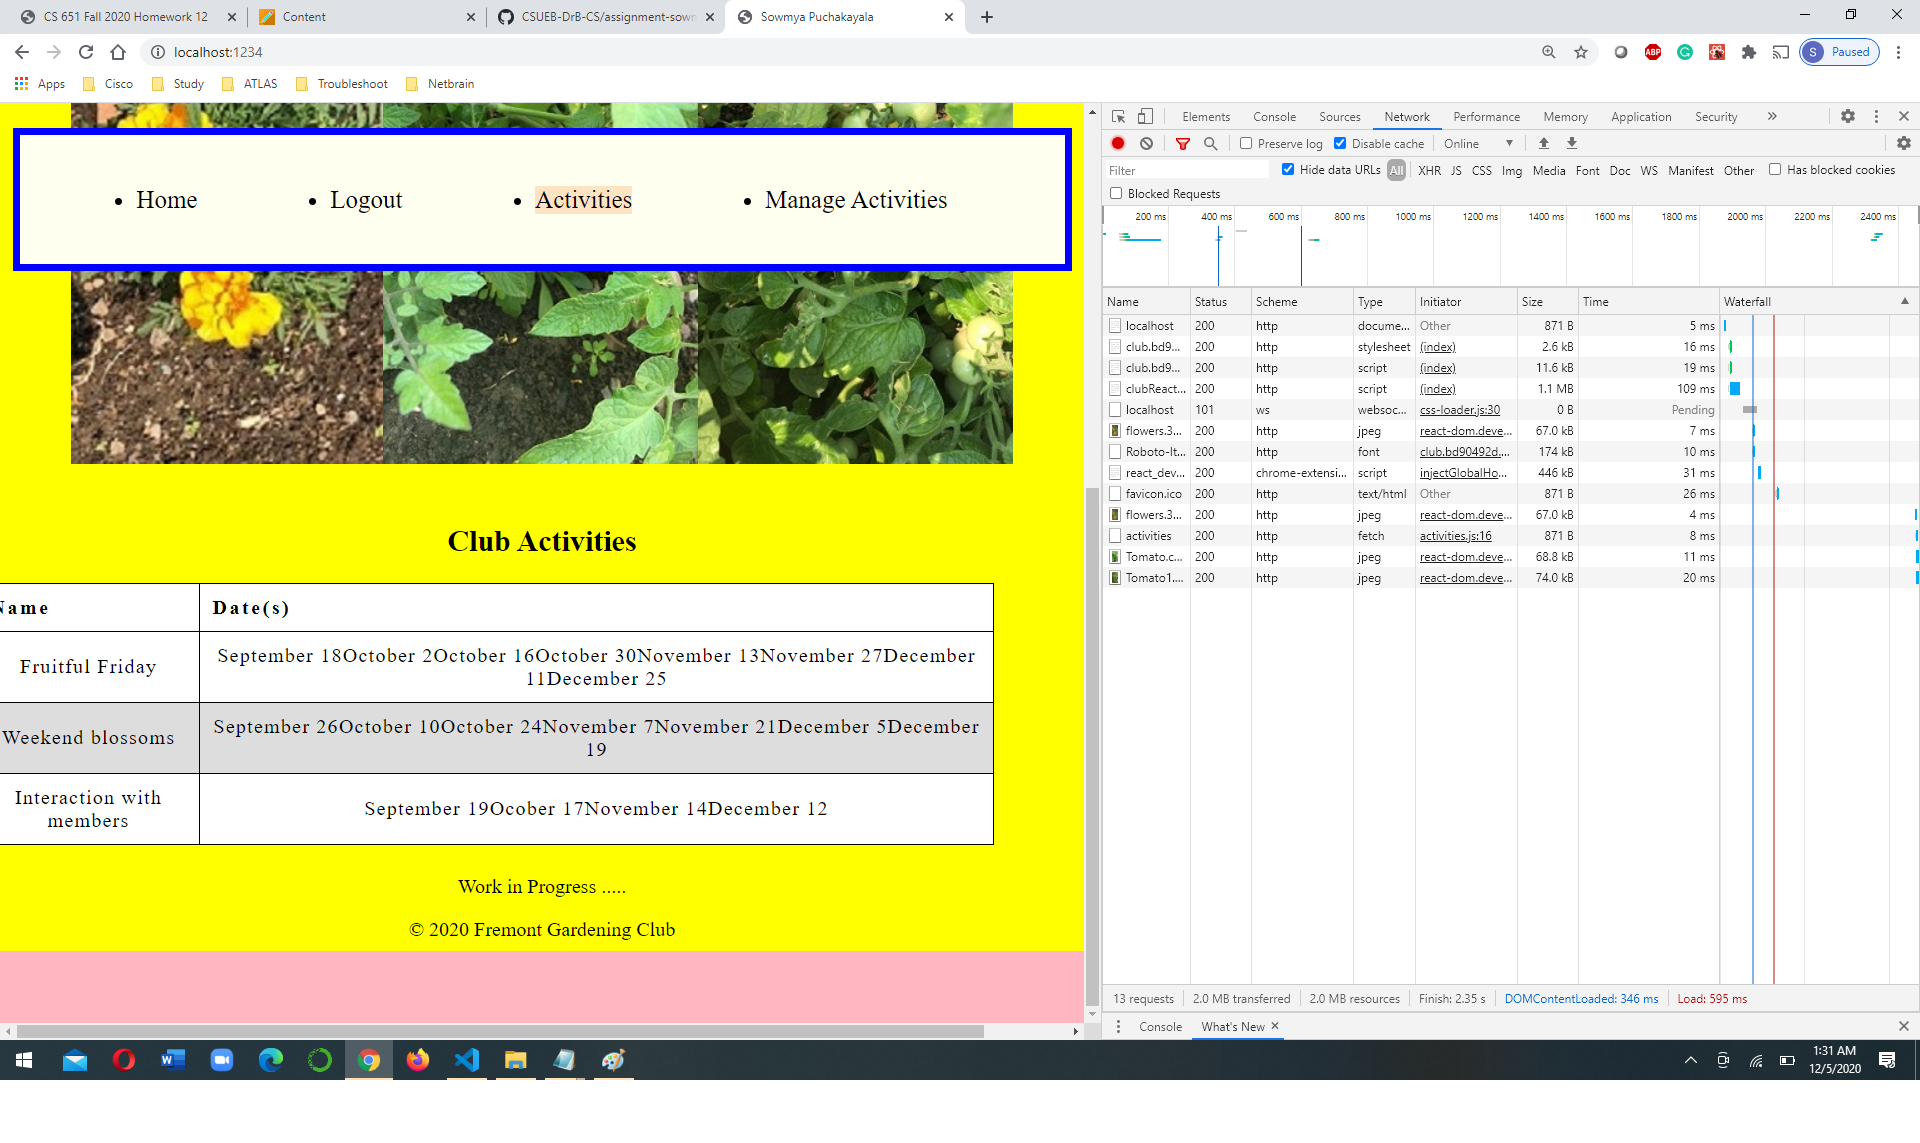 CS 651 Fall 2020 Homework 12
Content
CSUEB-DrB-CS/assignment-sown
Sowmya Puchakayala
localhost:1234
ABP
S Paused
Apps Cisco Study ATLAS Troubleshoot Netbrain
Home Logout Activities Manage Activities
Club Activities
Name Date(s)
Fruitful Friday
September 18October 2October 16October 30November 13November 27December
11December 25
Weekend blossoms
September 26October 10October 24November 7November 21December 5December
19
Interaction with
members
September 19Ocober 17November 14December 12
Work in Progress .....
© 2020 Fremont Gardening Club
Elements Console Sources Network Performance Memory Application Security »
Preserve log Disable cache Online
Filter Hide data URLs All XHR JS CSS Img Media Font Doc WS Manifest Other Has blocked cookies
Blocked Requests
200 ms 400 ms 600 ms 800 ms 1000 ms 1200 ms 1400 ms 1600 ms 1800 ms 2000 ms 2200 ms 2400 ms
Name Status Scheme Type Initiator Size Time Waterfall
localhost 200 http docume... Other 871 B 5 ms
club.bd9... 200 http stylesheet (index) 2.6 kB 16 ms
club.bd9... 200 http script (index) 11.6 kB 19 ms
clubReact... 200 http script (index) 1.1 MB 109 ms
localhost 101 ws websoc... css-loader.js:30 0 B Pending
flowers.3... 200 http jpeg react-dom.deve... 67.0 kB 7 ms
Roboto-It... 200 http font club.bd90492d.... 174 kB 10 ms
react_dev... 200 chrome-extensi... script injectGlobalHo... 446 kB 31 ms
favicon.ico 200 http text/html Other 871 B 26 ms
flowers.3... 200 http jpeg react-dom.deve... 67.0 kB 4 ms
activities 200 http fetch activities.js:16 871 B 8 ms
Tomato.c... 200 http jpeg react-dom.deve... 68.8 kB 11 ms
Tomato1.... 200 http jpeg react-dom.deve... 74.0 kB 20 ms
13 requests 2.0 MB transferred 2.0 MB resources Finish: 2.35 s DOMContentLoaded: 346 ms Load: 595 ms
Console What's New
1:31 AM
12/5/2020